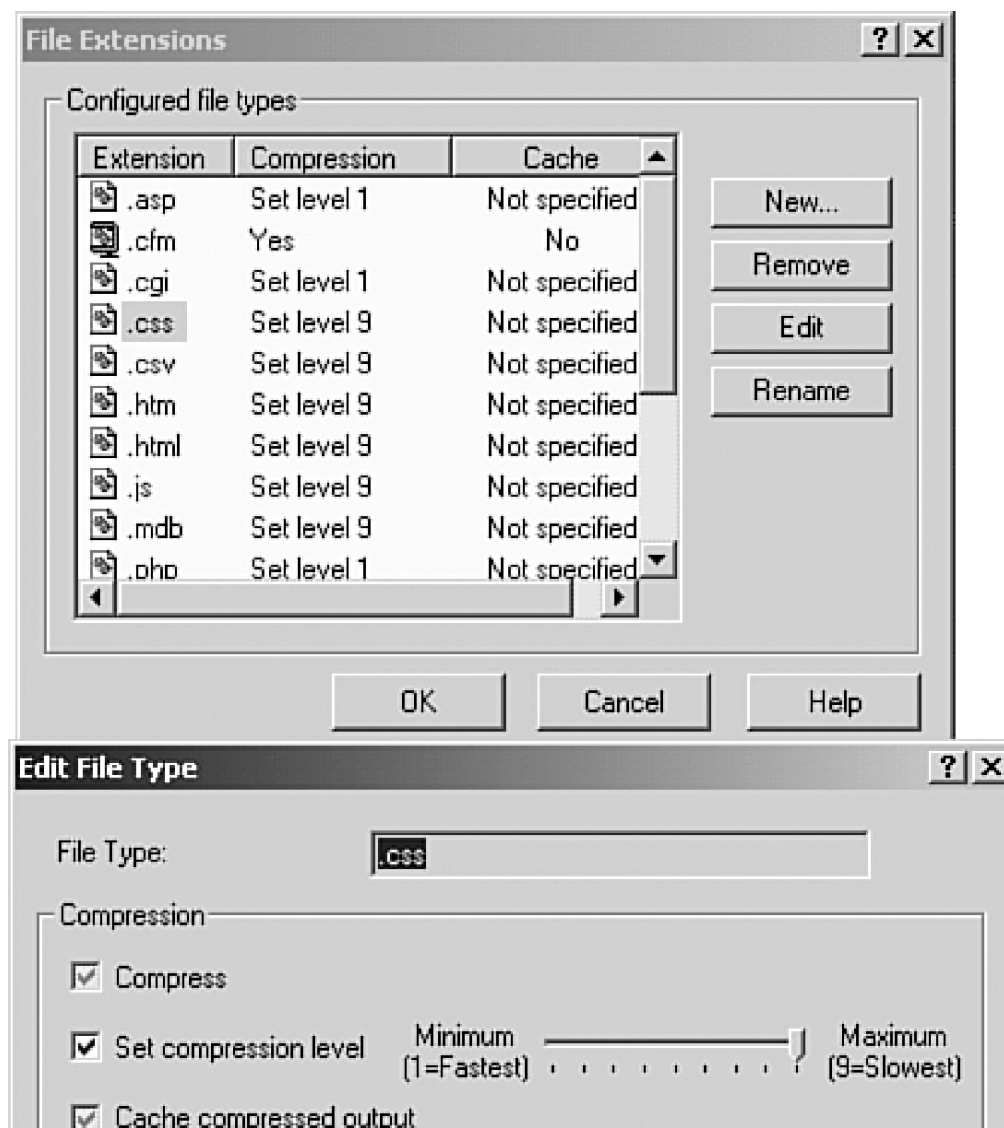 File Extensions
Configured file types
Extension Compression Cache
.asp Set level 1 Not specified
.cfm Yes No
.cgi Set level 1 Not specified
.css Set level 9 Not specified
.csv Set level 9 Not specified
.htm Set level 9 Not specified
.html Set level 9 Not specified
.js Set level 9 Not specified
.mdb Set level 9 Not specified
.php Set level 1 Not specified
New...
Remove
Edit
Rename
OK Cancel Help
Edit File Type
File Type: .css
Compression
Compress
Set compression level Minimum Maximum
(1=Fastest) (9=Slowest)
Cache compressed output